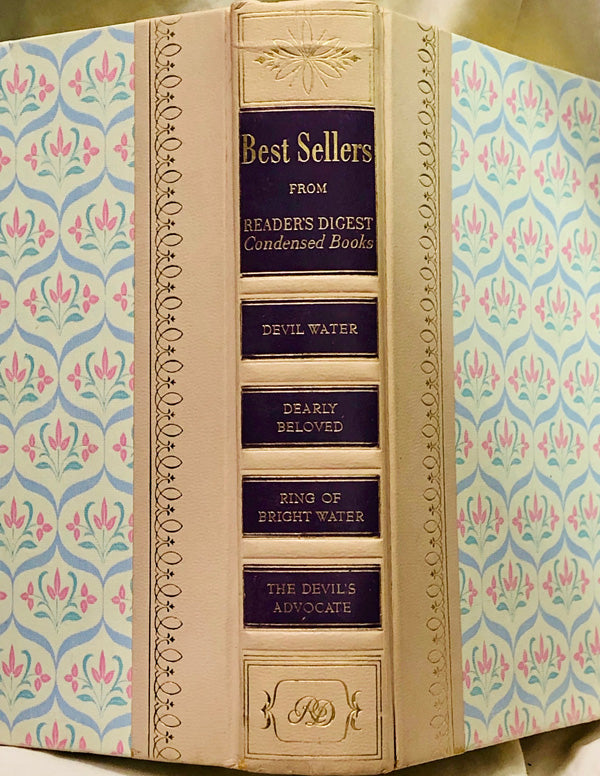 Best Sellers
FROM
READER'S DIGEST
Condensed Books
DEVIL WATER
DEARLY
BELOVED
RING OF
BRIGHT WATER
THE DEVIL'S
ADVOCATE
RD